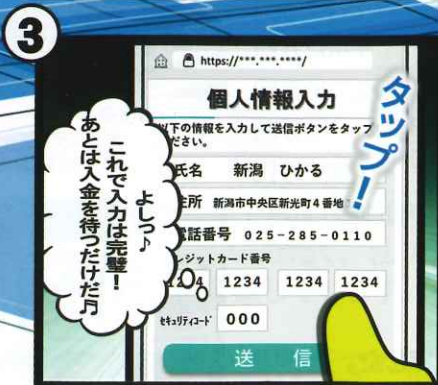 3
https://***.***.****/
個人情報入力
以下の情報を入力して送信ボタンをタップ
ださい。
氏名 新潟 ひかる
住所 新潟市中央区新光町4番地
電話番号 025-285-0110
レジットカード番号
1234 1234 1234 1234
セキュリティコード 000
送信
タップ!
よしっ♪
これで入力は完璧!
あとは入金を待つだけだ♬